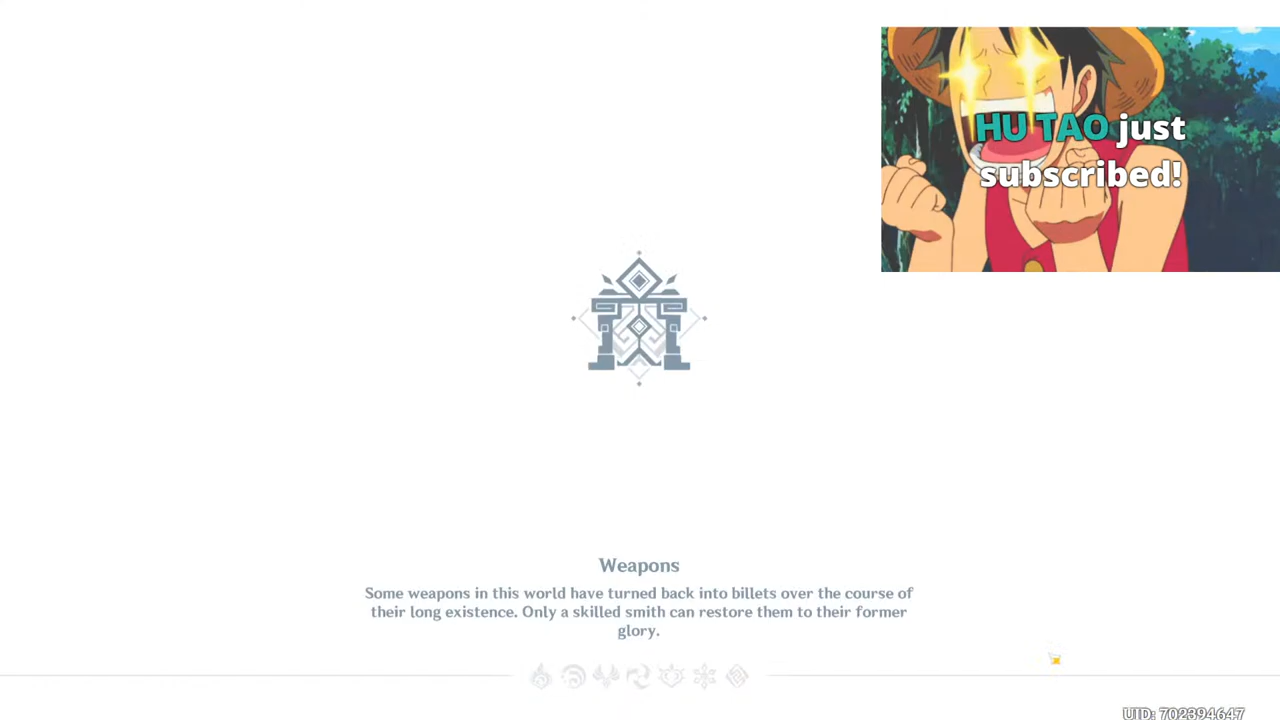 HU TAO just
subscribed!
Weapons
Some weapons in this world have turned back into billets over the course of
their long existence. Only a skilled smith can restore them to their former
glory.
UID: 702394647